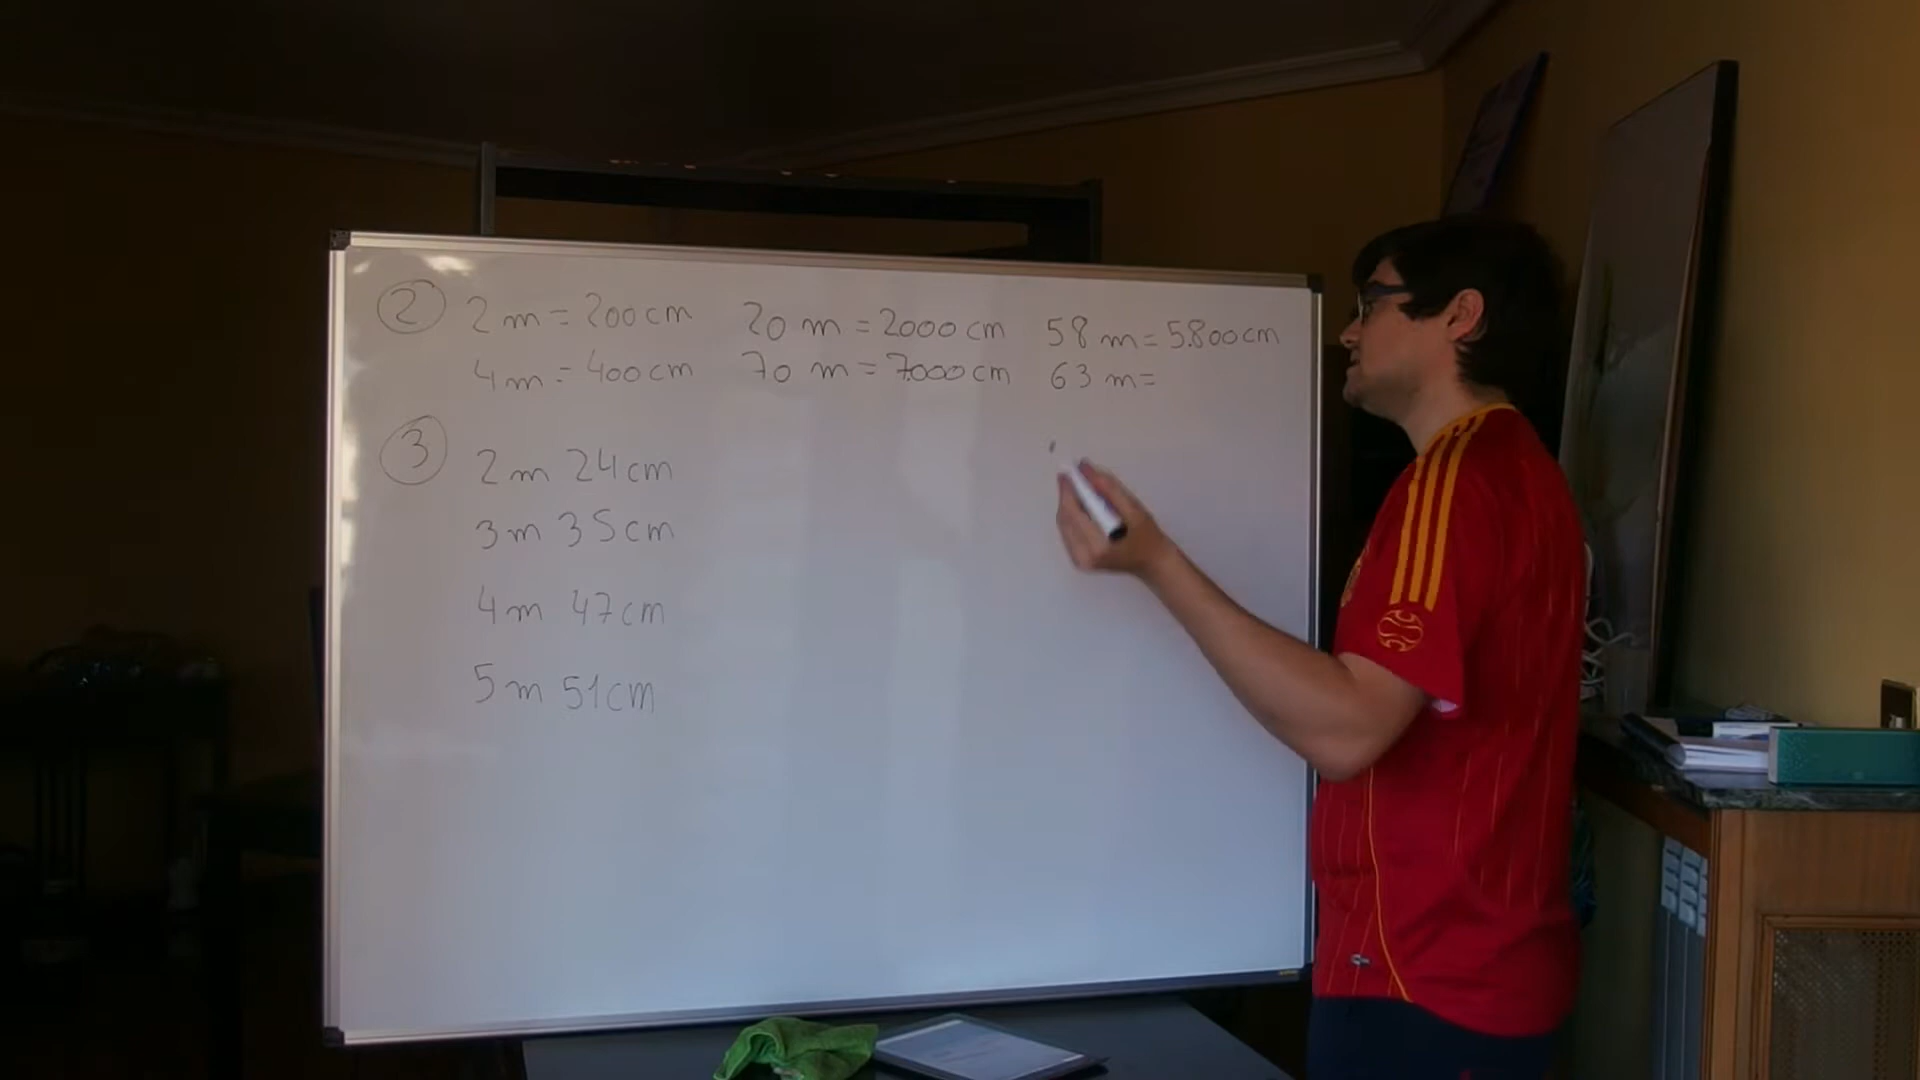 2 2 m = 200 cm 20 m = 2000 cm 58 m = 5.800 cm
4 m = 400 cm 70 m = 7.000 cm 63 m =
3 2 m 24 cm
3 m 35 cm
4 m 47 cm
5 m 51 cm